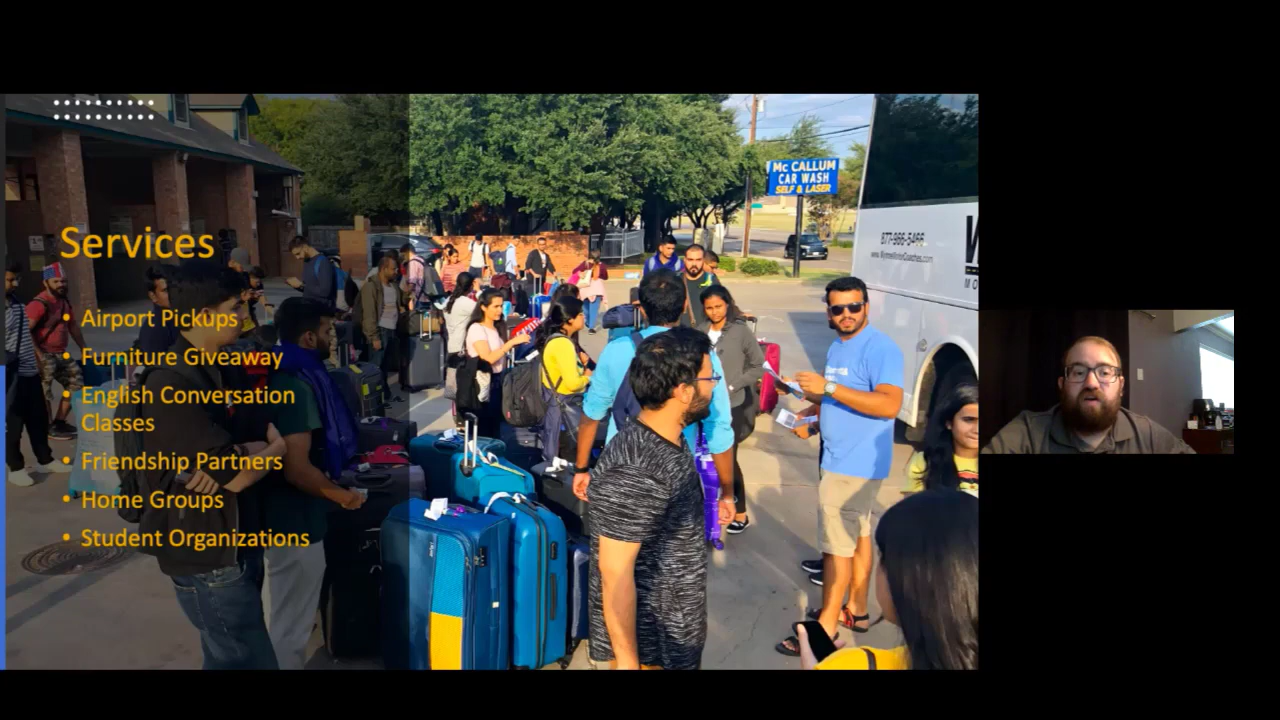 Services
• Airport Pickups
• Furniture Giveaway
• English Conversation
Classes
• Friendship Partners
• Home Groups
• Student Organizations
Mc CALLUM
CAR WASH
SELF & LASER
877-966-5466